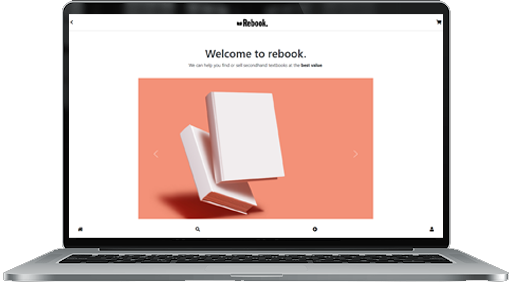 Rebook.
Welcome to rebook.
We can help you find or sell secondhand textbooks at the best value